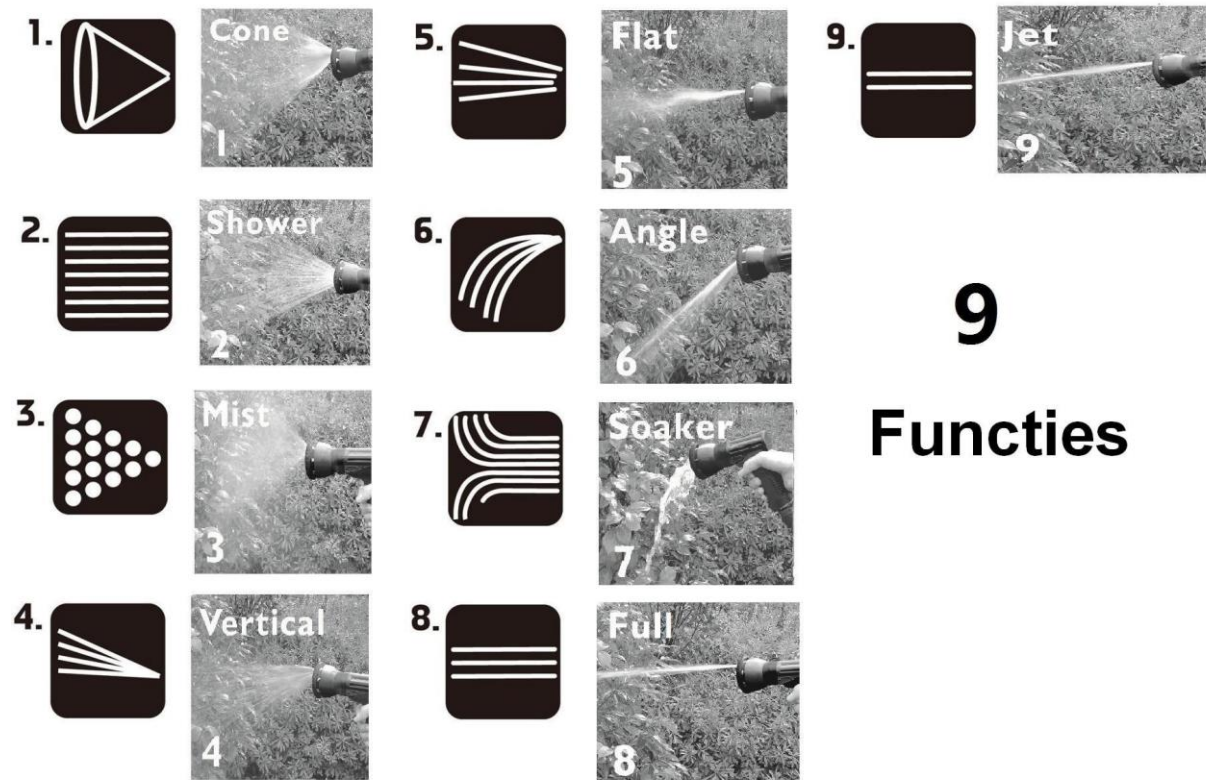 1.
Cone
1
2.
Shower
2
3.
Mist
3
4.
Vertical
4
5.
Flat
5
6.
Angle
6
7.
Soaker
7
8.
Full
8
9.
Jet
9
9
Functies